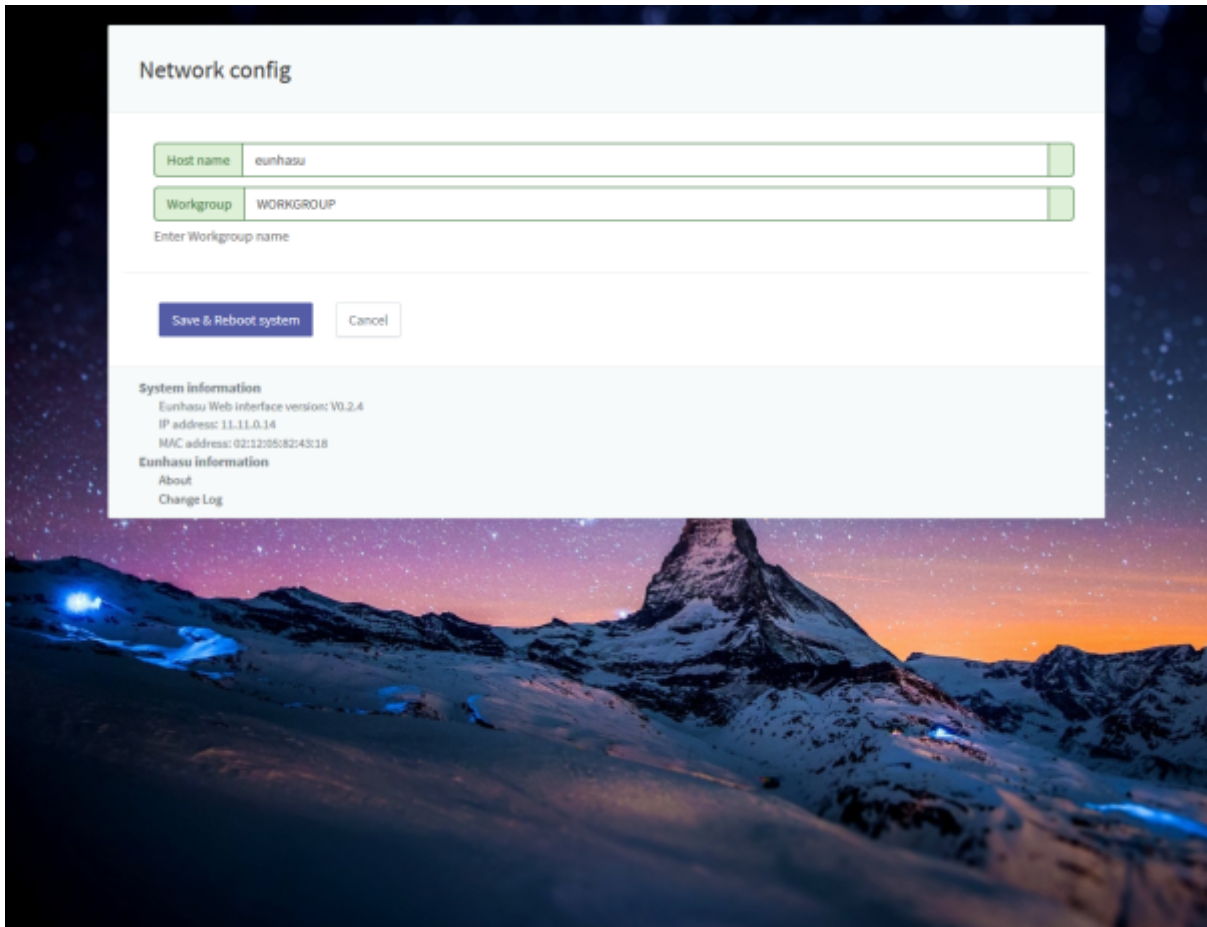 Network config
Host name eunhasu
Workgroup WORKGROUP
Enter Workgroup name
Save & Reboot system Cancel
System information
Eunhasu Web interface version: V0.2.4
IP address: 11.11.0.14
MAC address: 02:12:05:82:43:18
Eunhasu information
About
Change Log